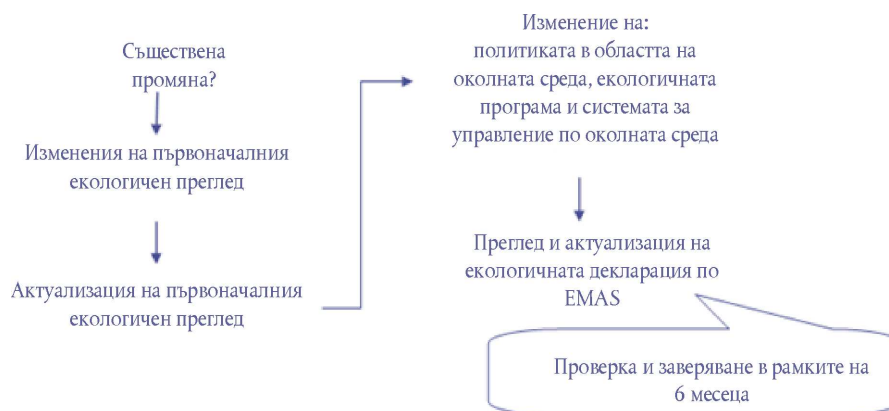 Съществена
промяна?
Изменения на първоначалния
екологичен преглед
Актуализация на първоначалния
екологичен преглед
Изменение на:
политиката в областта на
околната среда, екологичната
програма и системата за
управление по околната среда
Преглед и актуализация на
екологичната декларация по
EMAS
Проверка и заверяване в рамките на
6 месеца